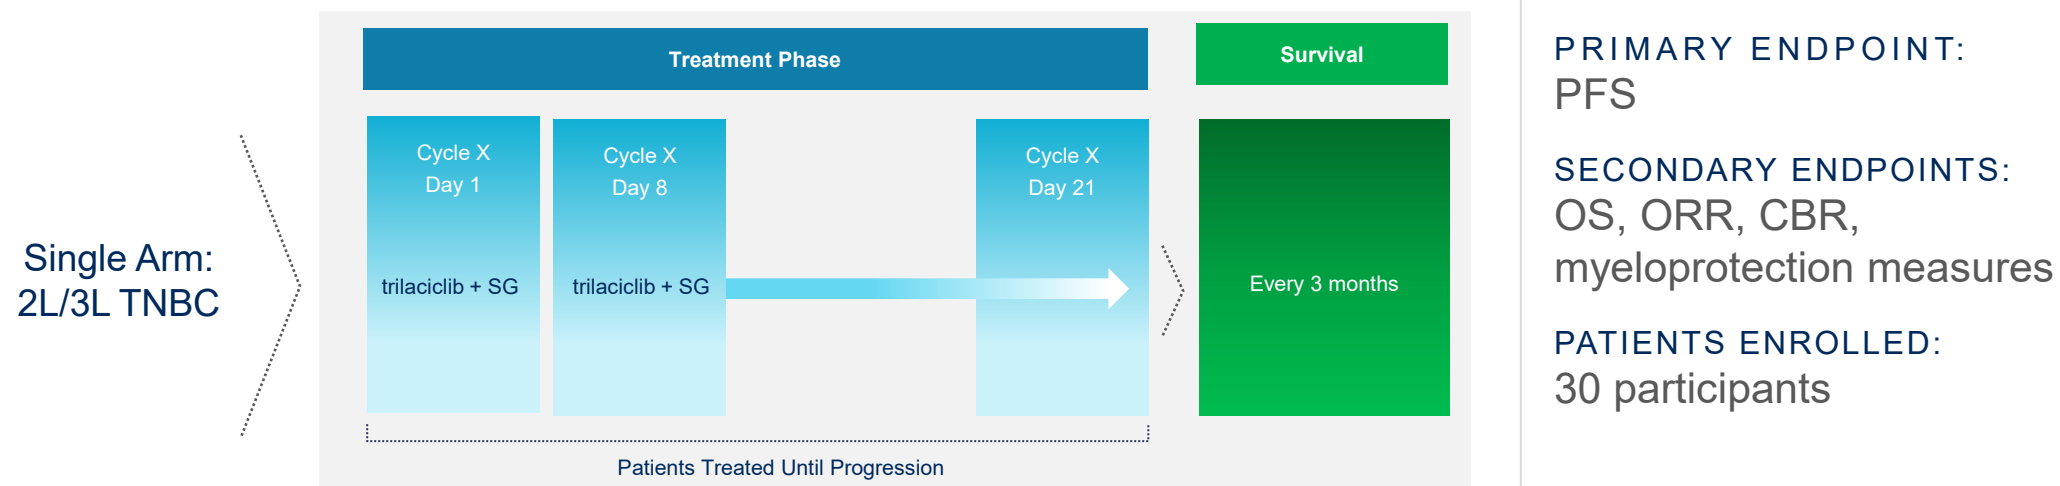 Single Arm:
2L/3L TNBC
Treatment Phase
Survival
Cycle X
Day 1
trilaciclib + SG
Cycle X
Day 8
trilaciclib + SG
Cycle X
Day 21
Every 3 months
Patients Treated Until Progression
PRIMARY ENDPOINT:
PFS
SECONDARY ENDPOINTS:
OS, ORR, CBR,
myeloprotection measures
PATIENTS ENROLLED:
30 participants